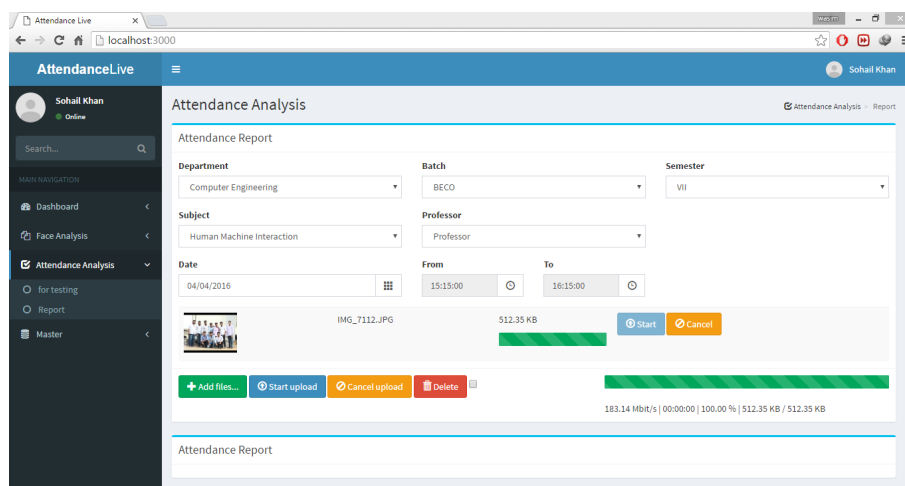 Attendance Live
wasim
localhost:3000
AttendanceLive
Sohail Khan
Sohail Khan
Online
Search...
MAIN NAVIGATION
Dashboard
Face Analysis
Attendance Analysis
for testing
Report
Master
Attendance Analysis
Attendance Analysis > Report
Attendance Report
Department
Batch
Semester
Computer Engineering
BECO
VII
Subject
Professor
Human Machine Interaction
Professor
Date
From
To
04/04/2016
15:15:00
16:15:00
IMG_7112.JPG
512.35 KB
Start
Cancel
Add files...
Start upload
Cancel upload
Delete
183.14 Mbit/s | 00:00:00 | 100.00 % | 512.35 KB / 512.35 KB
Attendance Report